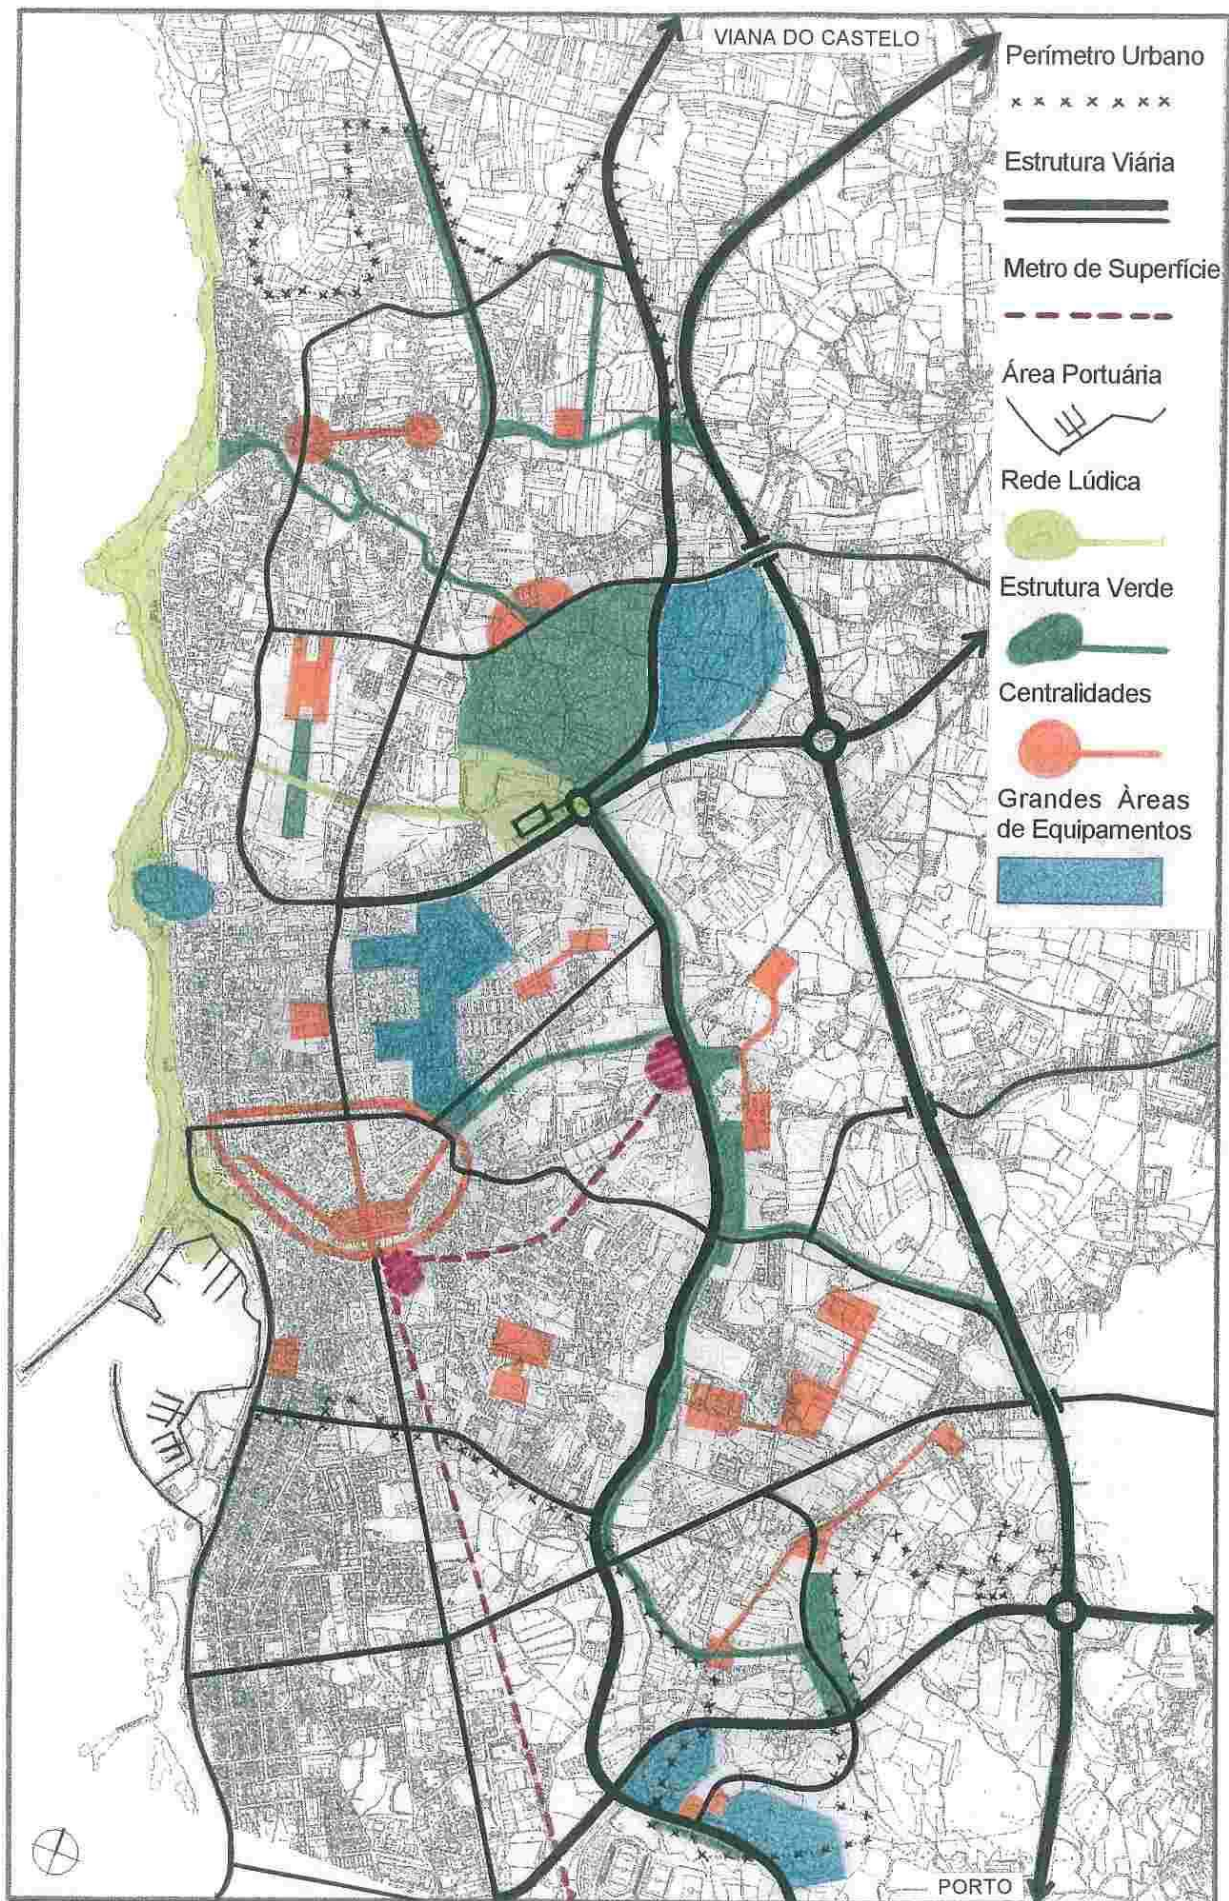 VIANA DO CASTELO
Perímetro Urbano
Estrutura Viária
Metro de Superfície
Área Portuária
Rede Lúdica
Estrutura Verde
Centralidades
Grandes Àreas
de Equipamentos
PORTO